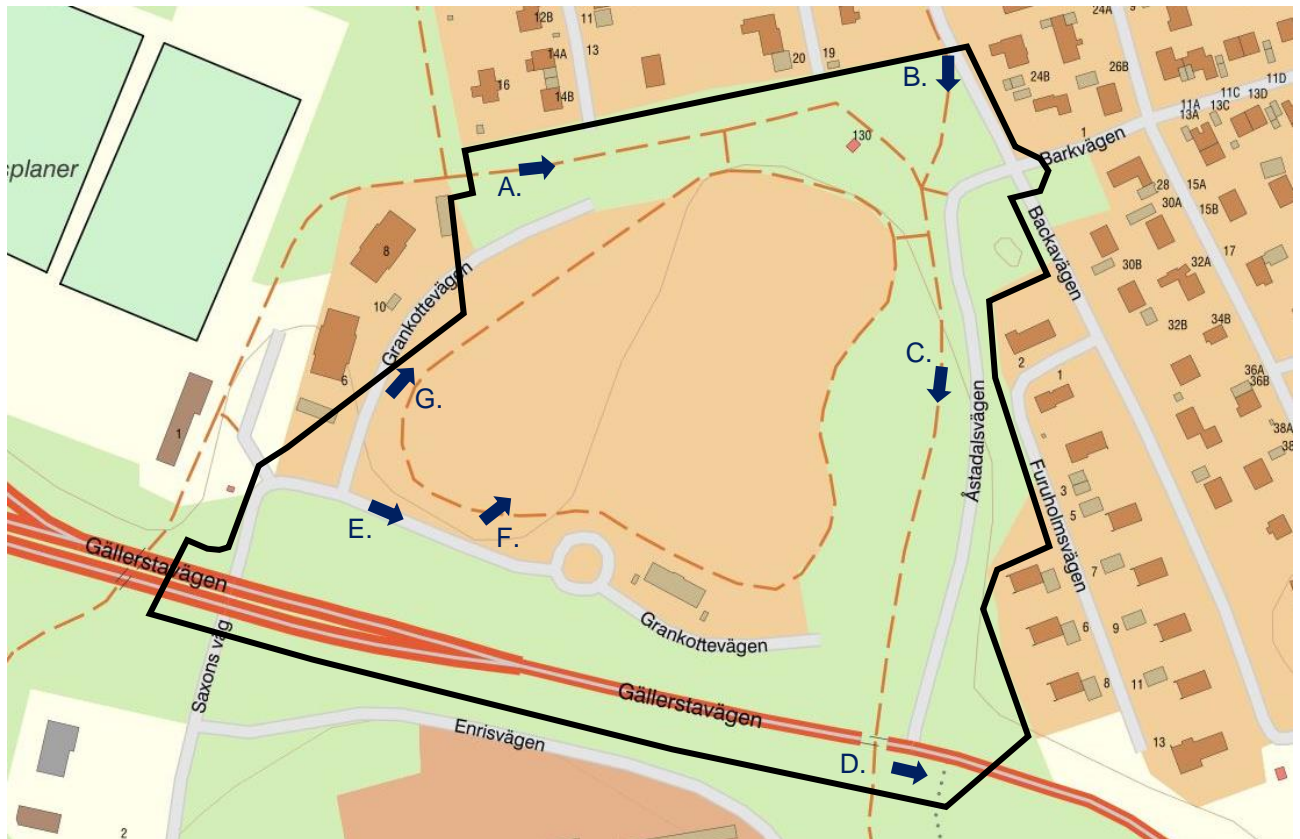 12B
11
24A
9
14A
13
20
19
16
14B
24B
26B
11D
11C
13D
11A
13C
13A
B.
1
Barkvägen
130
splaner
A.
28
15A
30A
15B
8
Backavägen
17
30B
32A
10
Grankottevägen
32B
34B
C.
2
1
36A
36B
6
G.
Åstadalsvägen
38A
38
1
Furuholmsvägen
3
5
E.
F.
Gällerstavägen
7
Grankottevägen
6
9
Saxons väg
8
11
Gällerstavägen
Enrisvägen
13
D.
2